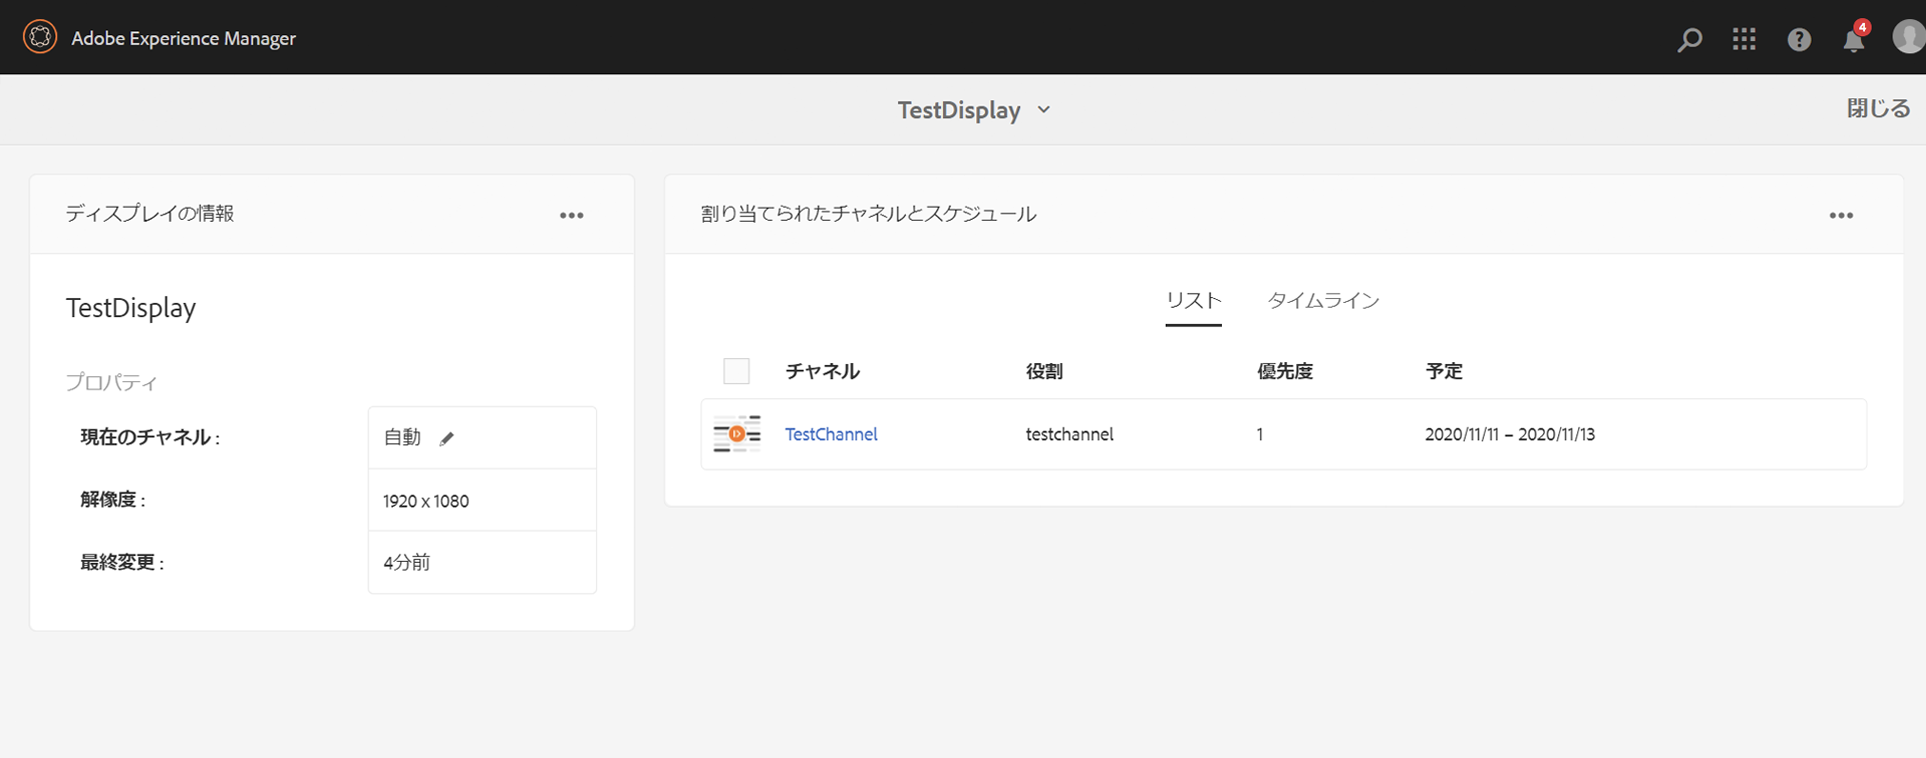 Adobe Experience Manager
4
TestDisplay
閉じる
ディスプレイの情報
TestDisplay
プロパティ
現在のチャネル : 自動
解像度 : 1920 x 1080
最終変更 : 4分前
割り当てられたチャネルとスケジュール
リスト タイムライン
チャネル 役割 優先度 予定
TestChannel testchannel 1 2020/11/11 – 2020/11/13